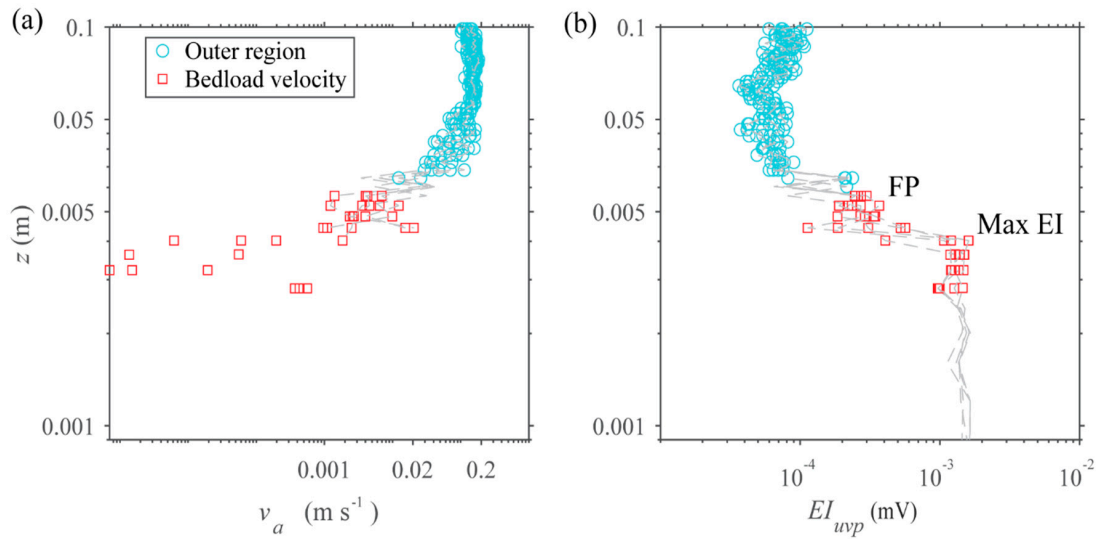 (a)
0.1
0.05
0.005
0.001
z (m)
Outer region
Bedload velocity
0.001 0.02 0.2
v_a (m s⁻¹)
(b)
0.1
0.05
0.005
0.001
FP
Max EI
10⁻⁴ 10⁻³ 10⁻²
EI_uvp (mV)